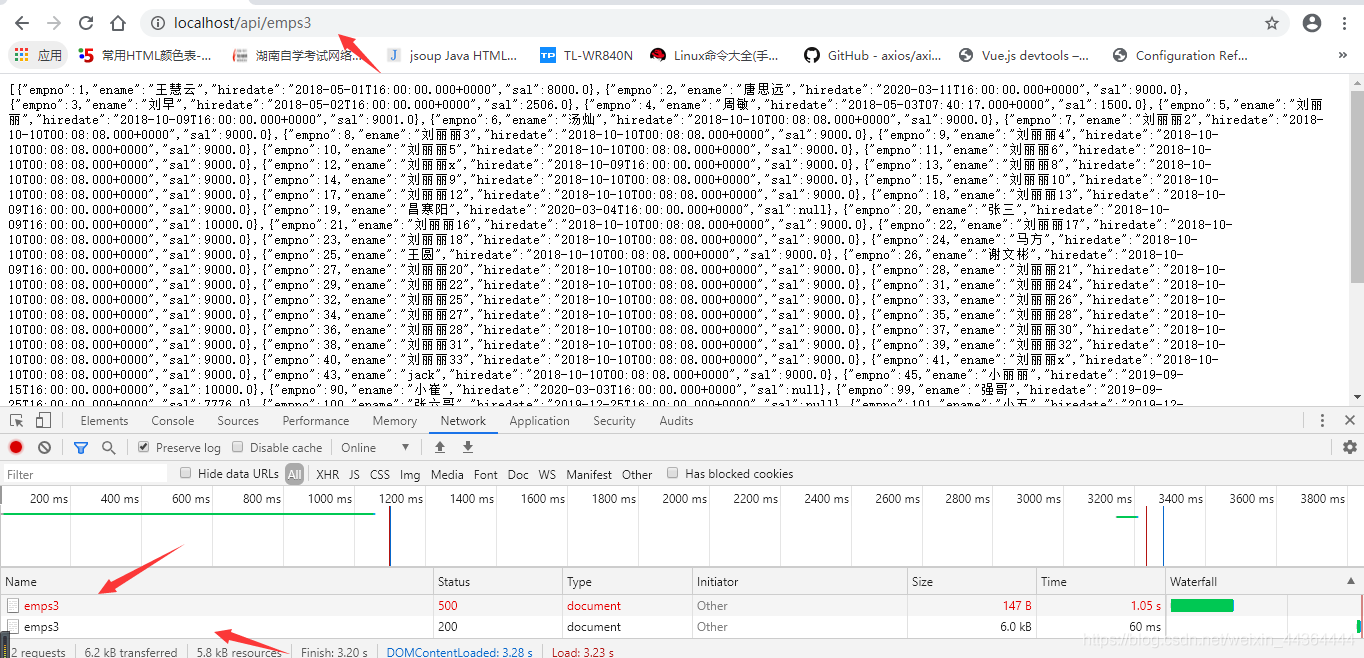 localhost/api/emps3
应用 常用HTML颜色表-... 湖南自学考试网络... jsoup Java HTML... TL-WR840N Linux命令大全(手... GitHub - axios/axi... Vue.js devtools –... Configuration Ref... »
[{"empno":1,"ename":"王慧云","hiredate":"2018-05-01T16:00:00.000+0000","sal":8000.0},{"empno":2,"ename":"唐思远","hiredate":"2020-03-11T16:00:00.000+0000","sal":9000.0},
{"empno":3,"ename":"刘早","hiredate":"2018-05-02T16:00:00.000+0000","sal":2506.0},{"empno":4,"ename":"周敏","hiredate":"2018-05-03T07:40:17.000+0000","sal":1500.0},{"empno":5,"ename":"刘丽
丽","hiredate":"2018-10-09T16:00:00.000+0000","sal":9001.0},{"empno":6,"ename":"汤灿","hiredate":"2018-10-10T00:08:08.000+0000","sal":9000.0},{"empno":7,"ename":"刘丽丽2","hiredate":"2018-
10-10T00:08:08.000+0000","sal":9000.0},{"empno":8,"ename":"刘丽丽3","hiredate":"2018-10-10T00:08:08.000+0000","sal":9000.0},{"empno":9,"ename":"刘丽丽4","hiredate":"2018-10-
10T00:08:08.000+0000","sal":9000.0},{"empno":10,"ename":"刘丽丽5","hiredate":"2018-10-10T00:08:08.000+0000","sal":9000.0},{"empno":11,"ename":"刘丽丽6","hiredate":"2018-10-
10T00:08:08.000+0000","sal":9000.0},{"empno":12,"ename":"刘丽丽x","hiredate":"2018-10-09T16:00:00.000+0000","sal":9000.0},{"empno":13,"ename":"刘丽丽8","hiredate":"2018-10-
10T00:08:08.000+0000","sal":9000.0},{"empno":14,"ename":"刘丽丽9","hiredate":"2018-10-10T00:08:08.000+0000","sal":9000.0},{"empno":15,"ename":"刘丽丽10","hiredate":"2018-10-
10T00:08:08.000+0000","sal":9000.0},{"empno":17,"ename":"刘丽丽12","hiredate":"2018-10-10T00:08:08.000+0000","sal":9000.0},{"empno":18,"ename":"刘丽丽13","hiredate":"2018-10-
09T16:00:00.000+0000","sal":9000.0},{"empno":19,"ename":"昌寒阳","hiredate":"2020-03-04T16:00:00.000+0000","sal":null},{"empno":20,"ename":"张三","hiredate":"2018-10-
09T16:00:00.000+0000","sal":10000.0},{"empno":21,"ename":"刘丽丽16","hiredate":"2018-10-10T00:08:08.000+0000","sal":9000.0},{"empno":22,"ename":"刘丽丽17","hiredate":"2018-10-
10T00:08:08.000+0000","sal":9000.0},{"empno":23,"ename":"刘丽丽18","hiredate":"2018-10-10T00:08:08.000+0000","sal":9000.0},{"empno":24,"ename":"马方","hiredate":"2018-10-
10T00:08:08.000+0000","sal":9000.0},{"empno":25,"ename":"王圆","hiredate":"2018-10-10T00:08:08.000+0000","sal":9000.0},{"empno":26,"ename":"谢文彬","hiredate":"2018-10-
09T16:00:00.000+0000","sal":9000.0},{"empno":27,"ename":"刘丽丽20","hiredate":"2018-10-10T00:08:08.000+0000","sal":9000.0},{"empno":28,"ename":"刘丽丽21","hiredate":"2018-10-
10T00:08:08.000+0000","sal":9000.0},{"empno":29,"ename":"刘丽丽22","hiredate":"2018-10-10T00:08:08.000+0000","sal":9000.0},{"empno":31,"ename":"刘丽丽24","hiredate":"2018-10-
10T00:08:08.000+0000","sal":9000.0},{"empno":32,"ename":"刘丽丽25","hiredate":"2018-10-10T00:08:08.000+0000","sal":9000.0},{"empno":33,"ename":"刘丽丽26","hiredate":"2018-10-
10T00:08:08.000+0000","sal":9000.0},{"empno":34,"ename":"刘丽丽27","hiredate":"2018-10-10T00:08:08.000+0000","sal":9000.0},{"empno":35,"ename":"刘丽丽28","hiredate":"2018-10-
10T00:08:08.000+0000","sal":9000.0},{"empno":36,"ename":"刘丽丽28","hiredate":"2018-10-10T00:08:08.000+0000","sal":9000.0},{"empno":37,"ename":"刘丽丽30","hiredate":"2018-10-
10T00:08:08.000+0000","sal":9000.0},{"empno":38,"ename":"刘丽丽31","hiredate":"2018-10-10T00:08:08.000+0000","sal":9000.0},{"empno":39,"ename":"刘丽丽32","hiredate":"2018-10-
10T00:08:08.000+0000","sal":9000.0},{"empno":40,"ename":"刘丽丽33","hiredate":"2018-10-10T00:08:08.000+0000","sal":9000.0},{"empno":41,"ename":"刘丽丽x","hiredate":"2018-10-
10T00:08:08.000+0000","sal":9000.0},{"empno":43,"ename":"jack","hiredate":"2018-10-10T00:08:08.000+0000","sal":9000.0},{"empno":45,"ename":"小丽丽","hiredate":"2019-09-
15T16:00:00.000+0000","sal":10000.0},{"empno":90,"ename":"小崔","hiredate":"2020-03-03T16:00:00.000+0000","sal":null},{"empno":99,"ename":"强哥","hiredate":"2019-09-
25T16:00:00.000+0000","sal":7776.0},{"empno":100,"ename":"张六哥","hiredate":"2019-12-25T16:00:00.000+0000","sal":null},{"empno":101,"ename":"小五","hiredate":"2019-12-
Elements Console Sources Performance Memory Network Application Security Audits
Preserve log Disable cache Online
Filter Hide data URLs All XHR JS CSS Img Media Font Doc WS Manifest Other Has blocked cookies
200 ms 400 ms 600 ms 800 ms 1000 ms 1200 ms 1400 ms 1600 ms 1800 ms 2000 ms 2200 ms 2400 ms 2600 ms 2800 ms 3000 ms 3200 ms 3400 ms 3600 ms 3800 ms
Name Status Type Initiator Size Time Waterfall
emps3 500 document Other 147 B 1.05 s
emps3 200 document Other 6.0 kB 60 ms
2 requests 6.2 kB transferred 5.8 kB resources Finish: 3.20 s DOMContentLoaded: 3.28 s Load: 3.23 s
https://blog.csdn.net/weixin_44364444